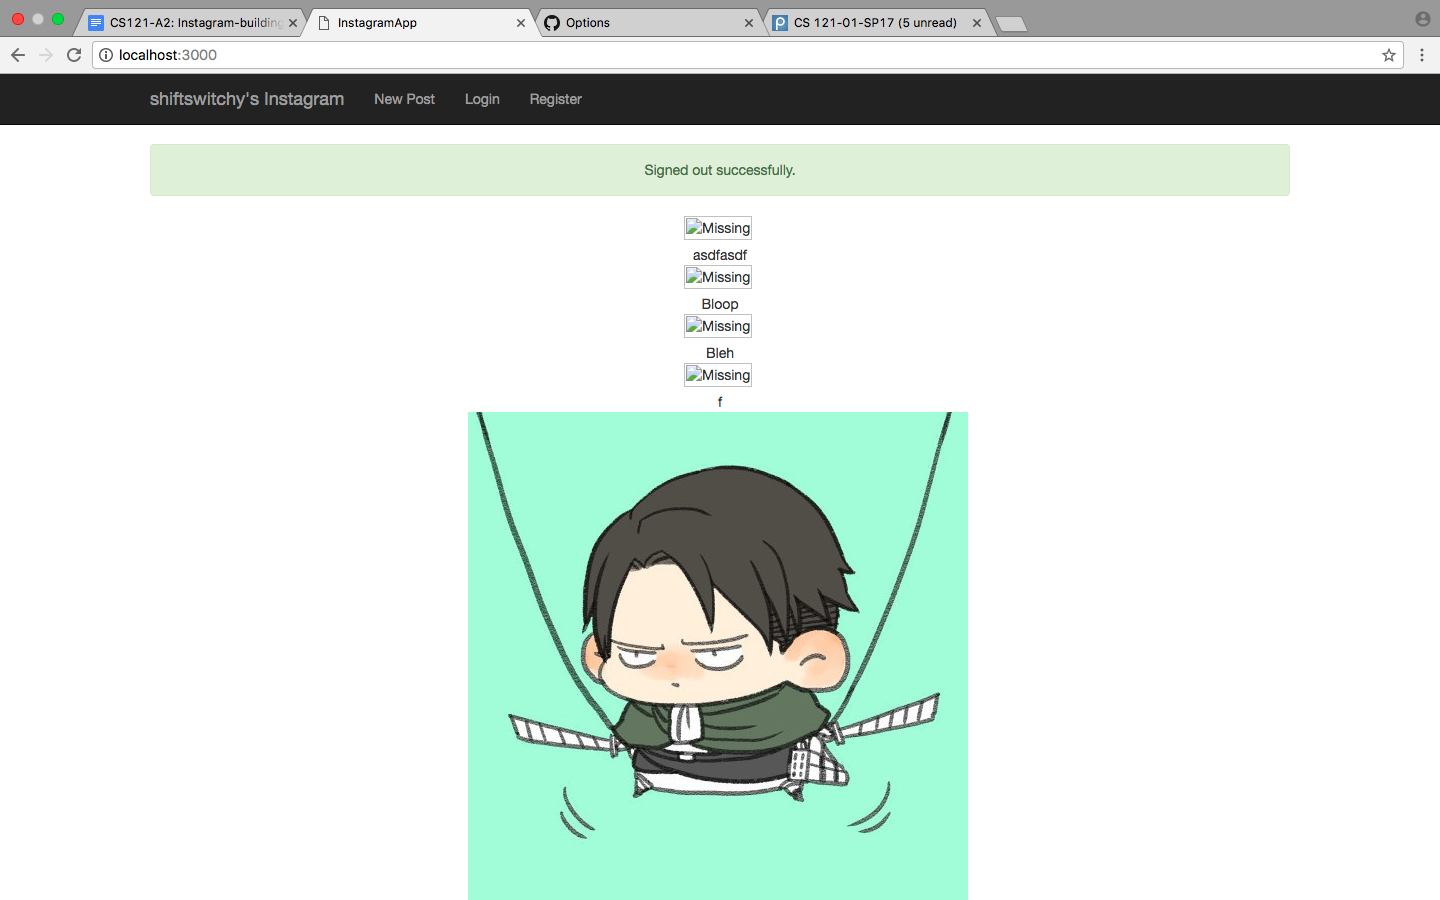 CS121-A2: Instagram-building
InstagramApp
Options
CS 121-01-SP17 (5 unread)
localhost:3000
shiftswitchy's Instagram
New Post
Login
Register
Signed out successfully.
Missing
asdfasdf
Missing
Bloop
Missing
Bleh
Missing
f